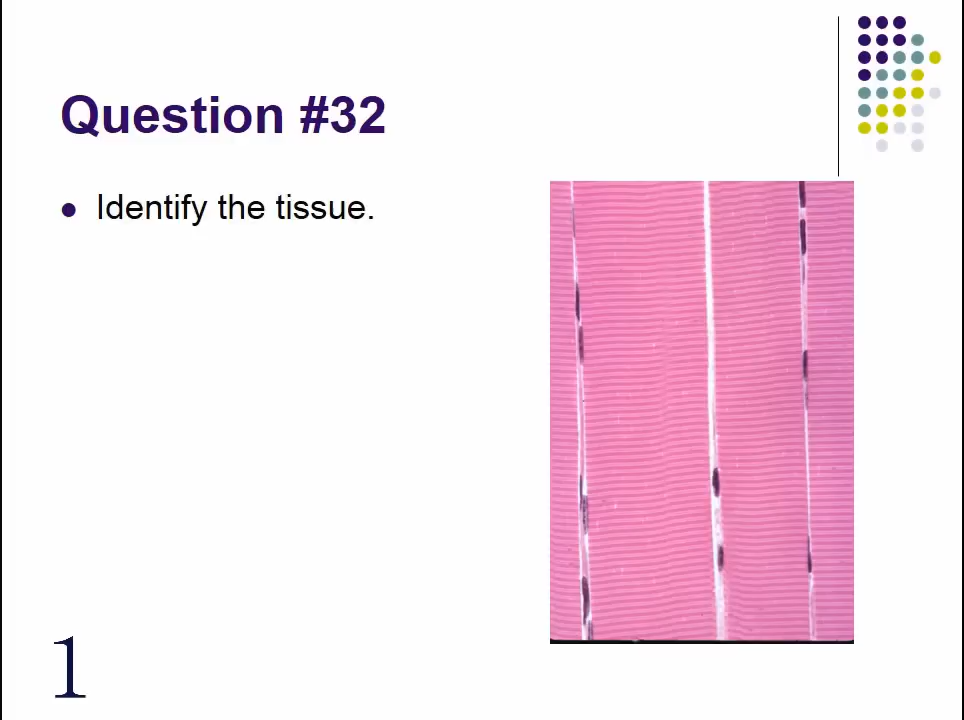 Question #32
Identify the tissue.
1